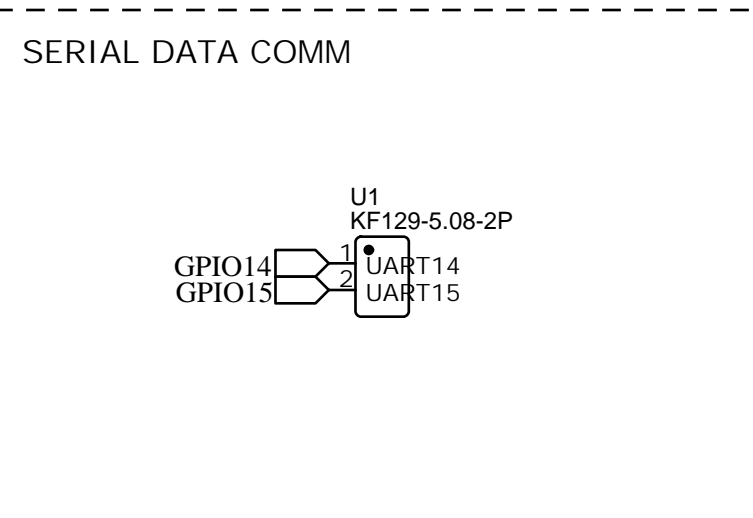 SERIAL DATA COMM
U1
KF129-5.08-2P
GPIO14 1 UART14
GPIO15 2 UART15